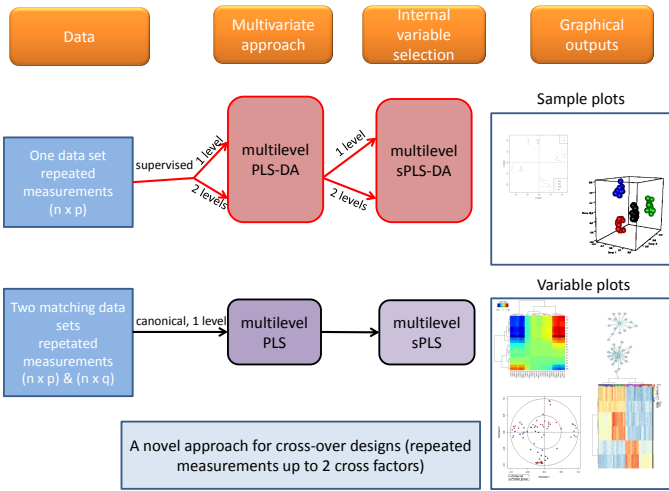 Data
Multivariate
approach
Internal
variable
selection
Graphical
outputs
Sample plots
One data set
repeated
measurements
(n x p)
supervised
1 level
2 levels
multilevel
PLS-DA
1 level
2 levels
multilevel
sPLS-DA
Variable plots
Two matching data
sets
repetated
measurements
(n x p) & (n x q)
canonical, 1 level
multilevel
PLS
multilevel
sPLS
A novel approach for cross-over designs (repeated
measurements up to 2 cross factors)